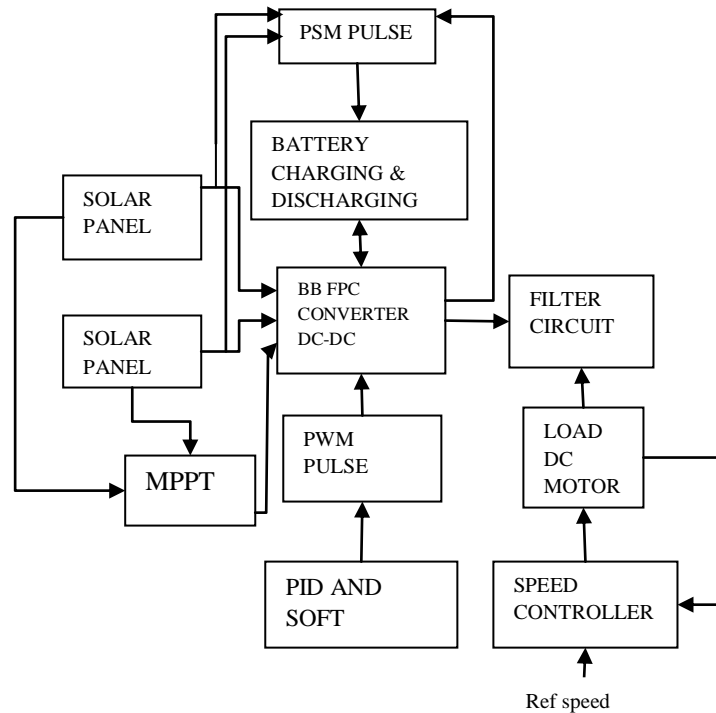 PSM PULSE
BATTERY
CHARGING &
DISCHARGING
SOLAR
PANEL
BB FPC
CONVERTER
DC-DC
FILTER
CIRCUIT
SOLAR
PANEL
PWM
PULSE
LOAD
DC
MOTOR
MPPT
PID AND
SOFT
SPEED
CONTROLLER
Ref speed